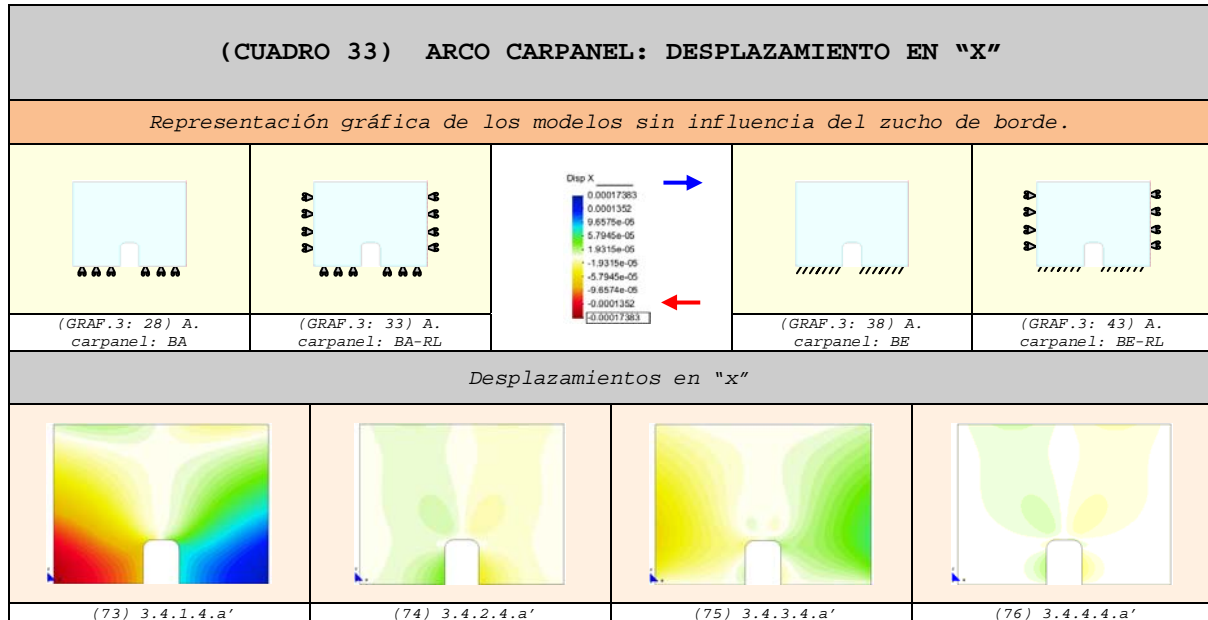 (CUADRO 33) ARCO CARPANEL: DESPLAZAMIENTO EN “X”
Representación gráfica de los modelos sin influencia del zucho de borde.
Disp X
0.00017383
0.0001352
9.6575e-05
5.7945e-05
1.9315e-05
-1.9315e-05
-5.7945e-05
-9.6574e-05
-0.0001352
-0.00017383
(GRAF.3: 28) A.
carpanel: BA
(GRAF.3: 33) A.
carpanel: BA-RL
(GRAF.3: 38) A.
carpanel: BE
(GRAF.3: 43) A.
carpanel: BE-RL
Desplazamientos en “x”
(73) 3.4.1.4.a’
(74) 3.4.2.4.a’
(75) 3.4.3.4.a’
(76) 3.4.4.4.a’